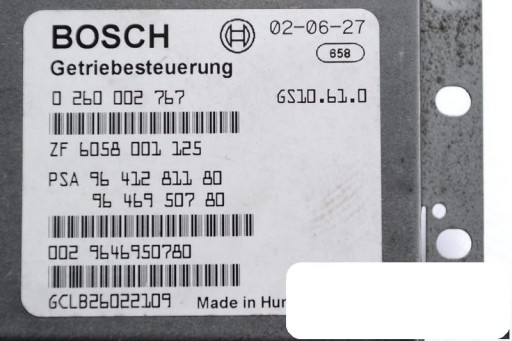 BOSCH 02-06-27
658
Getriebesteuerung
0 260 002 767 GS10.61.0
ZF 6058 001 125
PSA 96 412 811 80
96 469 507 80
002 9646950780
GCLB26022109 Made in